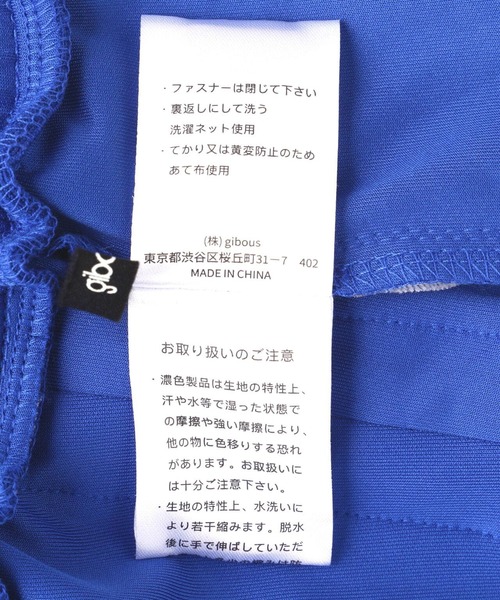 ・ファスナーは閉じて下さい
・裏返しにして洗う
洗濯ネット使用
・てかり又は黄変防止のため
あて布使用
(株) gibous
東京都渋谷区桜丘町31−7 402
MADE IN CHINA
gibo
お取り扱いのご注意
・濃色製品は生地の特性上、
汗や水等で湿った状態で
の摩擦や強い摩擦により、
他の物に色移りする恐れ
があります。お取扱いに
は十分ご注意下さい。
・生地の特性上、水洗いに
より若干縮みます。脱水
後に手で伸ばしていただ